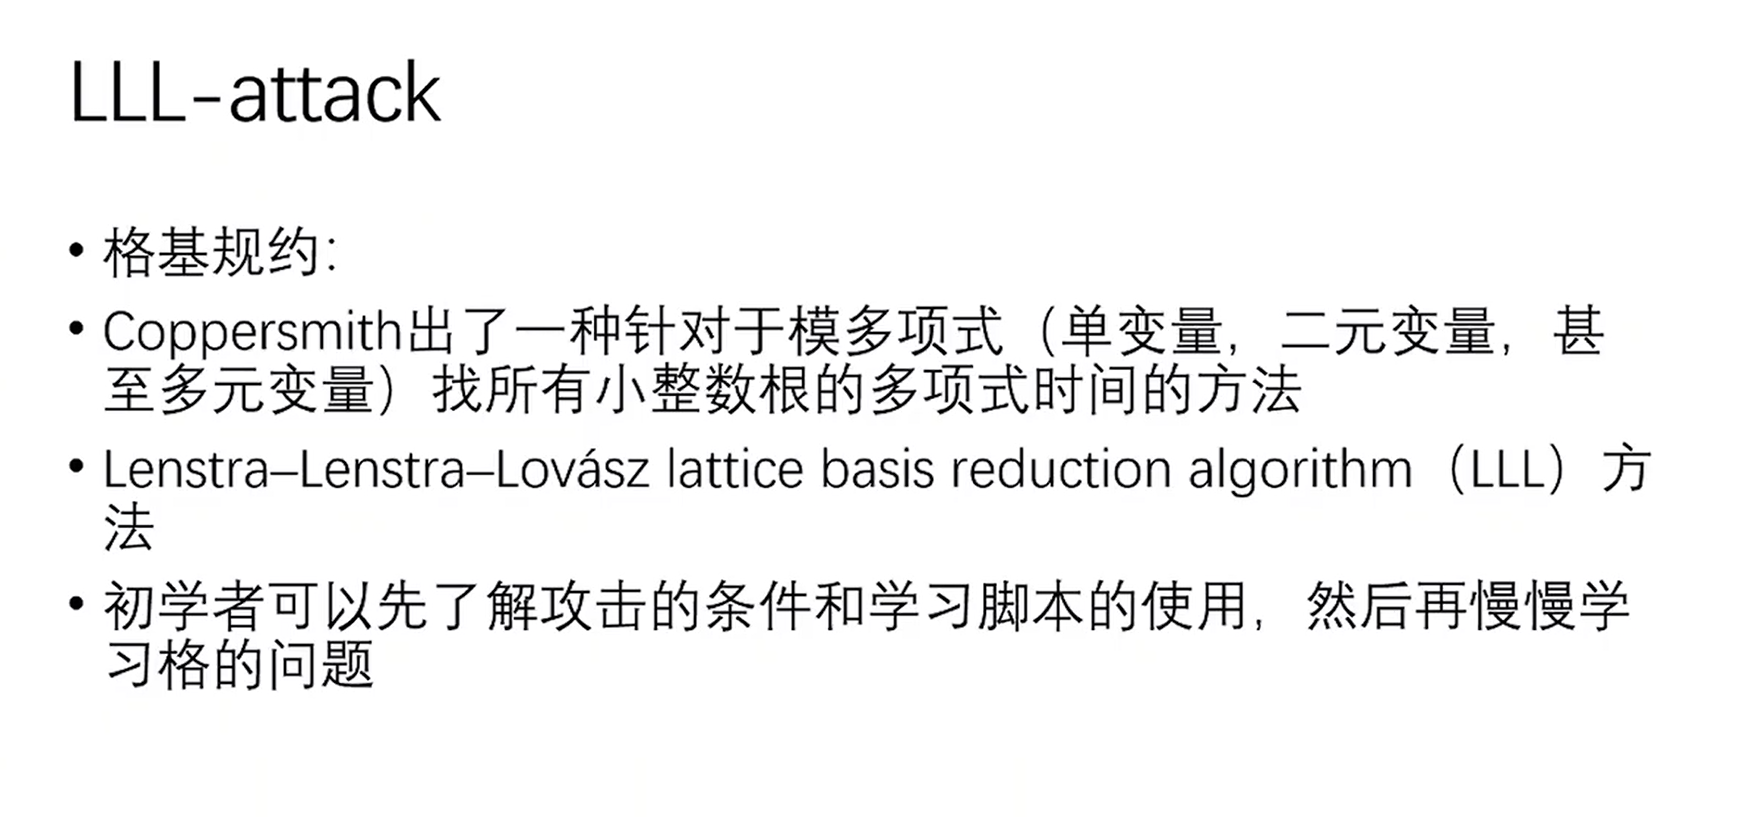 LLL-attack
• 格基规约：
• Coppersmith出了一种针对于模多项式（单变量，二元变量，甚
至多元变量）找所有小整数根的多项式时间的方法
• Lenstra–Lenstra–Lovász lattice basis reduction algorithm（LLL）方
法
• 初学者可以先了解攻击的条件和学习脚本的使用，然后再慢慢学
习格的问题